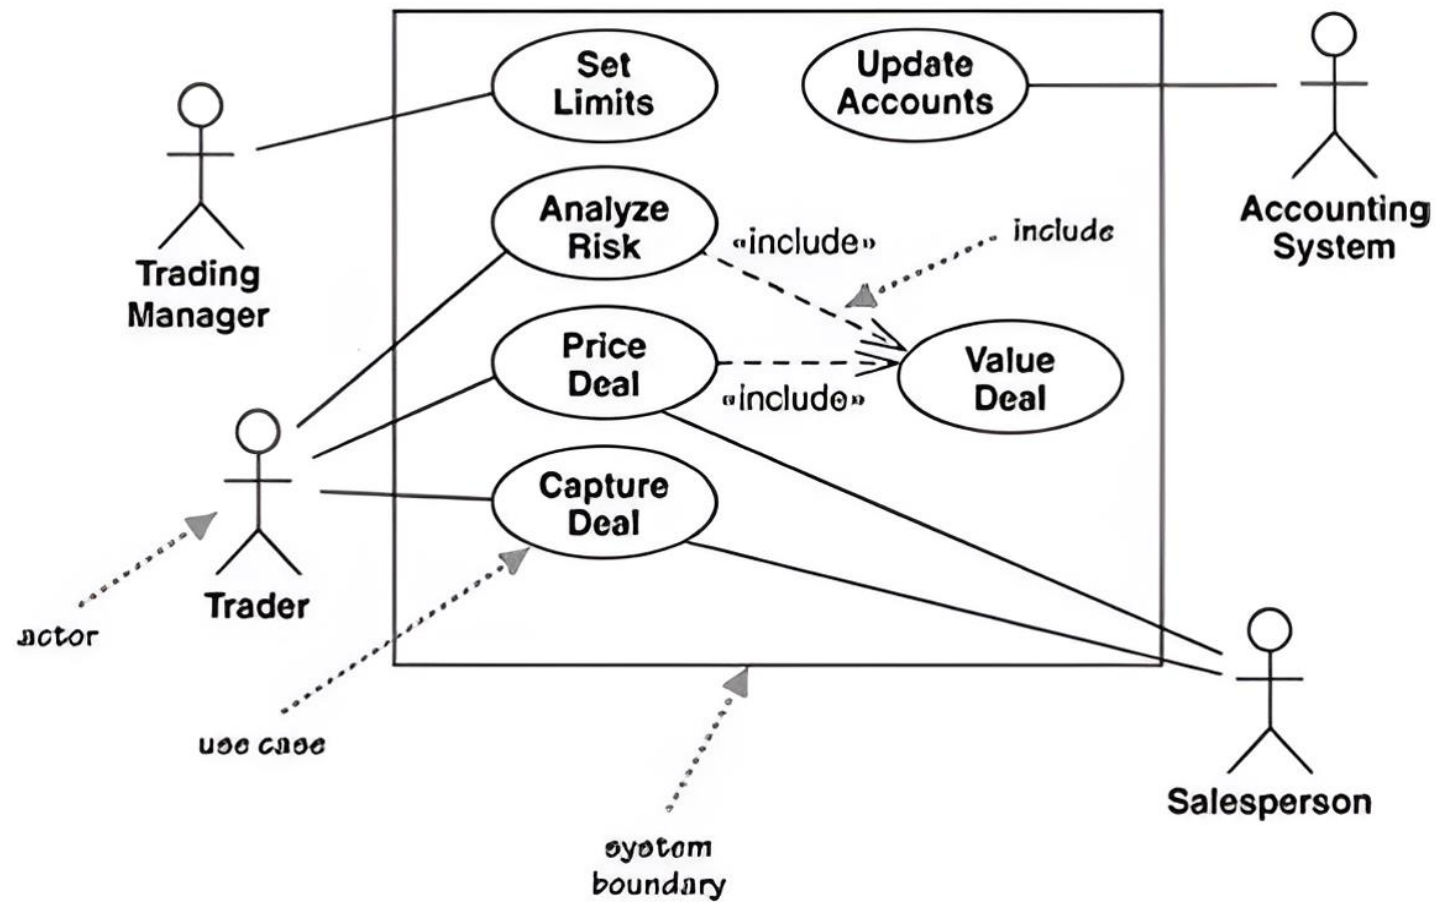 Set
Limits
Update
Accounts
Trading
Manager
Accounting
System
Analyze
Risk
«include»
include
Price
Deal
«include»
Value
Deal
Capture
Deal
Trader
actor
use case
Salesperson
system
boundary